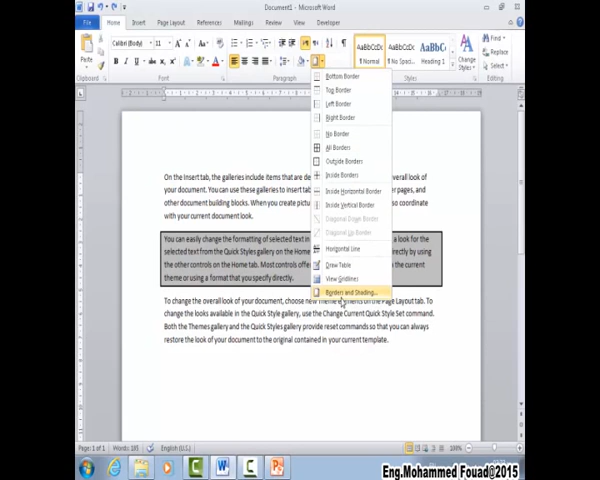 Document1 - Microsoft Word
File Home Insert Page Layout References Mailings Review View Developer
Calibri (Body) 11
Paste
B I U
AaBbCcDc AaBbCcDc AaBbC
¶ Normal ¶ No Spac... Heading 1
Change Styles
Find
Replace
Select
Clipboard Font Paragraph Styles Editing
Bottom Border
Top Border
Left Border
Right Border
No Border
All Borders
Outside Borders
Inside Borders
Inside Horizontal Border
Inside Vertical Border
Diagonal Down Border
Diagonal Up Border
Horizontal Line
Draw Table
View Gridlines
Borders and Shading...
On the Insert tab, the galleries include items that are de overall look of
your document. You can use these galleries to insert tab er pages, and
other document building blocks. When you create pictu so coordinate
with your current document look.
You can easily change the formatting of selected text in a look for the
selected text from the Quick Styles gallery on the Home directly by using
the other controls on the Home tab. Most controls offe m the current
theme or using a format that you specify directly.
To change the overall look of your document, choose new Theme elements on the Page Layout tab. To
change the looks available in the Quick Style gallery, use the Change Current Quick Style Set command.
Both the Themes gallery and the Quick Styles gallery provide reset commands so that you can always
restore the look of your document to the original contained in your current template.
Page: 1 of 1 Words: 195 English (U.S.) 100%
Eng.Mohammed Fouad@2015